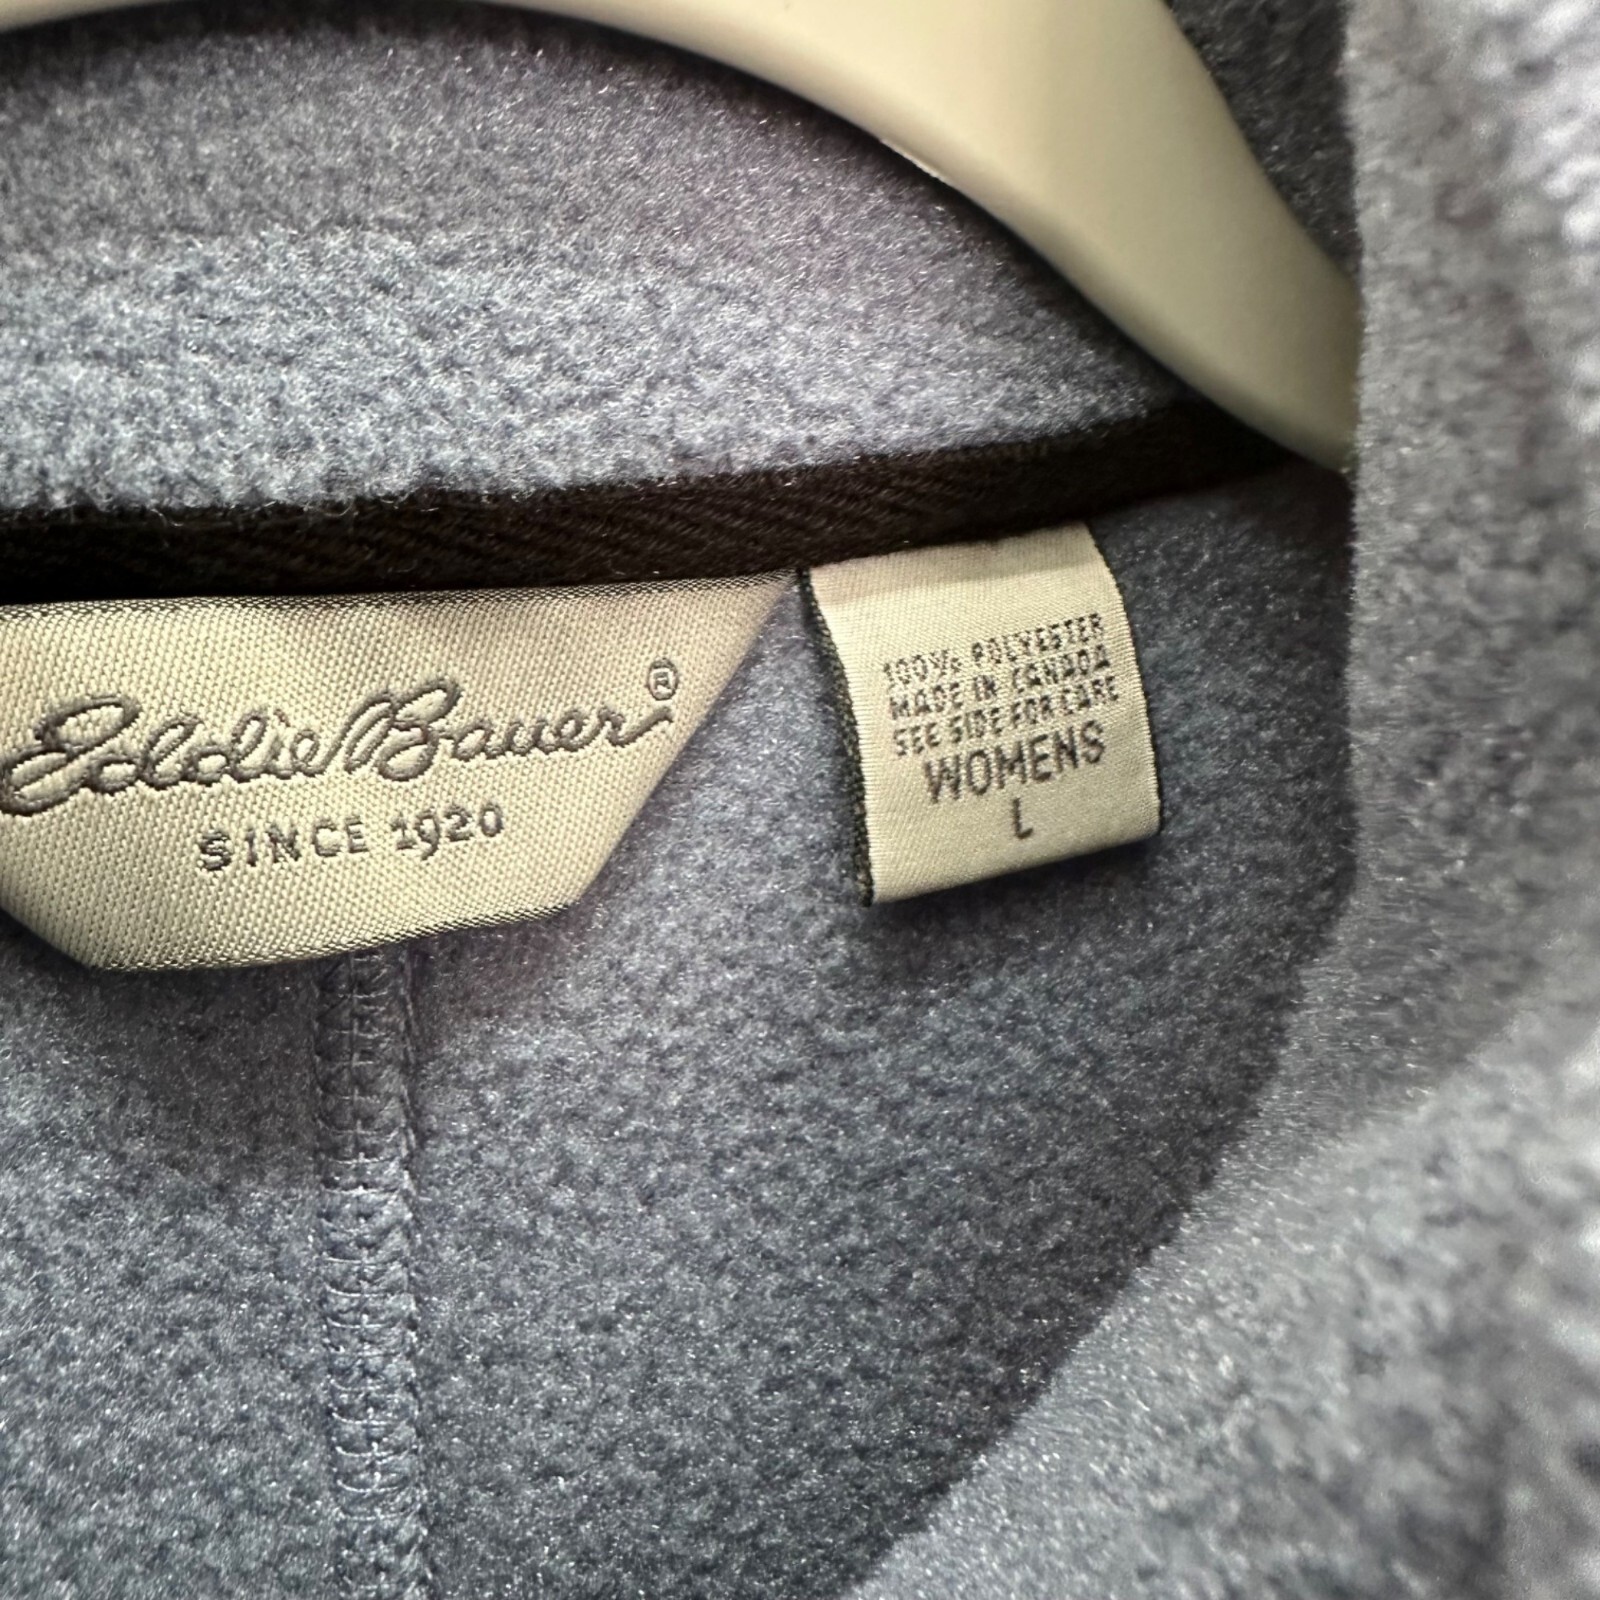 Eddie Bauer®
SINCE 1920
100% POLYESTER
MADE IN CANADA
SEE SIDE FOR CARE
WOMENS
L